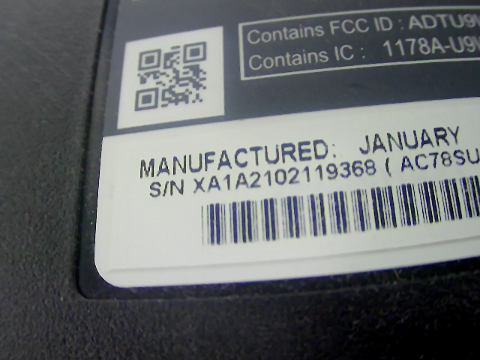 Contains FCC ID : ADTU9
Contains IC : 1178A-U9
MANUFACTURED: JANUARY
S/N XA1A2102119368 ( AC78SU